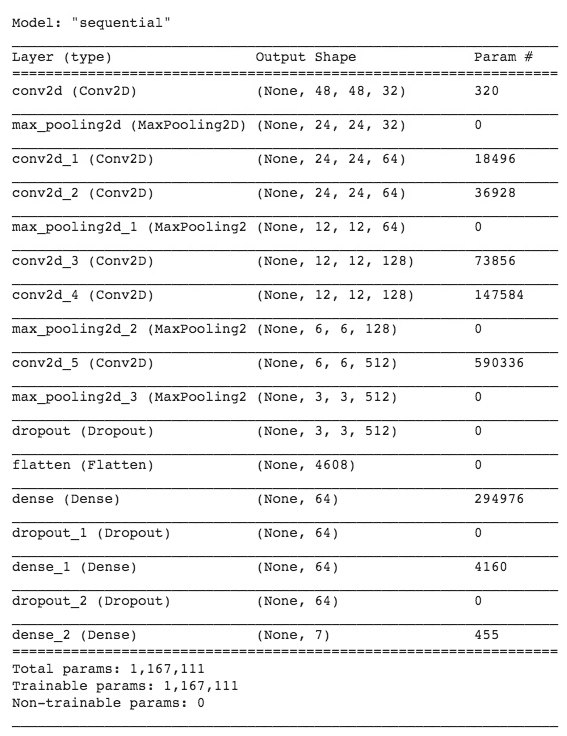 Model: "sequential"
Layer (type) Output Shape Param #
=================================================================
conv2d (Conv2D) (None, 48, 48, 32) 320
max_pooling2d (MaxPooling2D) (None, 24, 24, 32) 0
conv2d_1 (Conv2D) (None, 24, 24, 64) 18496
conv2d_2 (Conv2D) (None, 24, 24, 64) 36928
max_pooling2d_1 (MaxPooling2 (None, 12, 12, 64) 0
conv2d_3 (Conv2D) (None, 12, 12, 128) 73856
conv2d_4 (Conv2D) (None, 12, 12, 128) 147584
max_pooling2d_2 (MaxPooling2 (None, 6, 6, 128) 0
conv2d_5 (Conv2D) (None, 6, 6, 512) 590336
max_pooling2d_3 (MaxPooling2 (None, 3, 3, 512) 0
dropout (Dropout) (None, 3, 3, 512) 0
flatten (Flatten) (None, 4608) 0
dense (Dense) (None, 64) 294976
dropout_1 (Dropout) (None, 64) 0
dense_1 (Dense) (None, 64) 4160
dropout_2 (Dropout) (None, 64) 0
dense_2 (Dense) (None, 7) 455
=================================================================
Total params: 1,167,111
Trainable params: 1,167,111
Non-trainable params: 0